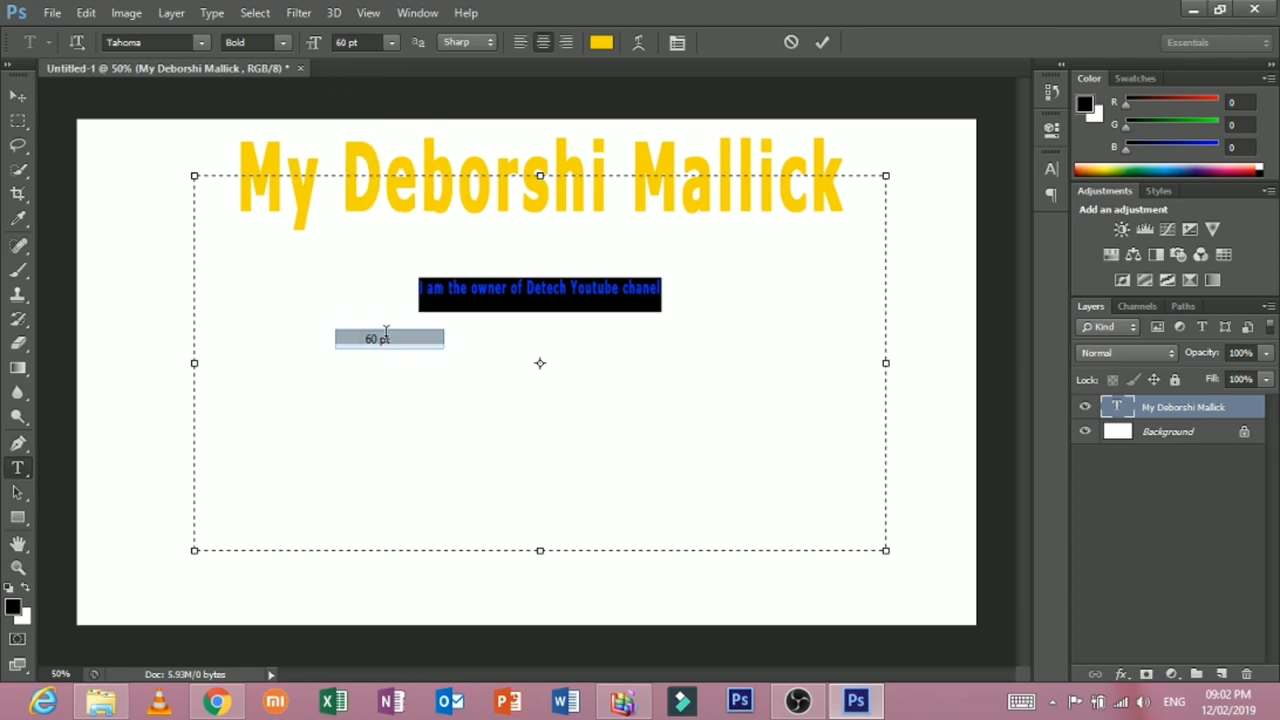 Ps File Edit Image Layer Type Select Filter 3D View Window Help
T Tahoma Bold 60 pt Sharp Essentials
Untitled-1 @ 50% (My Deborshi Mallick , RGB/8) * ×
My Deborshi Mallick
I am the owner of Detech Youtube chanel
60 pt
Color Swatches
R 0
G 0
B 0
Adjustments Styles
Add an adjustment
Layers Channels Paths
Kind
Normal Opacity: 100%
Lock: Fill: 100%
T My Deborshi Mallick
Background
50% Doc: 5.93M/0 bytes
ENG 09:02 PM
12/02/2019